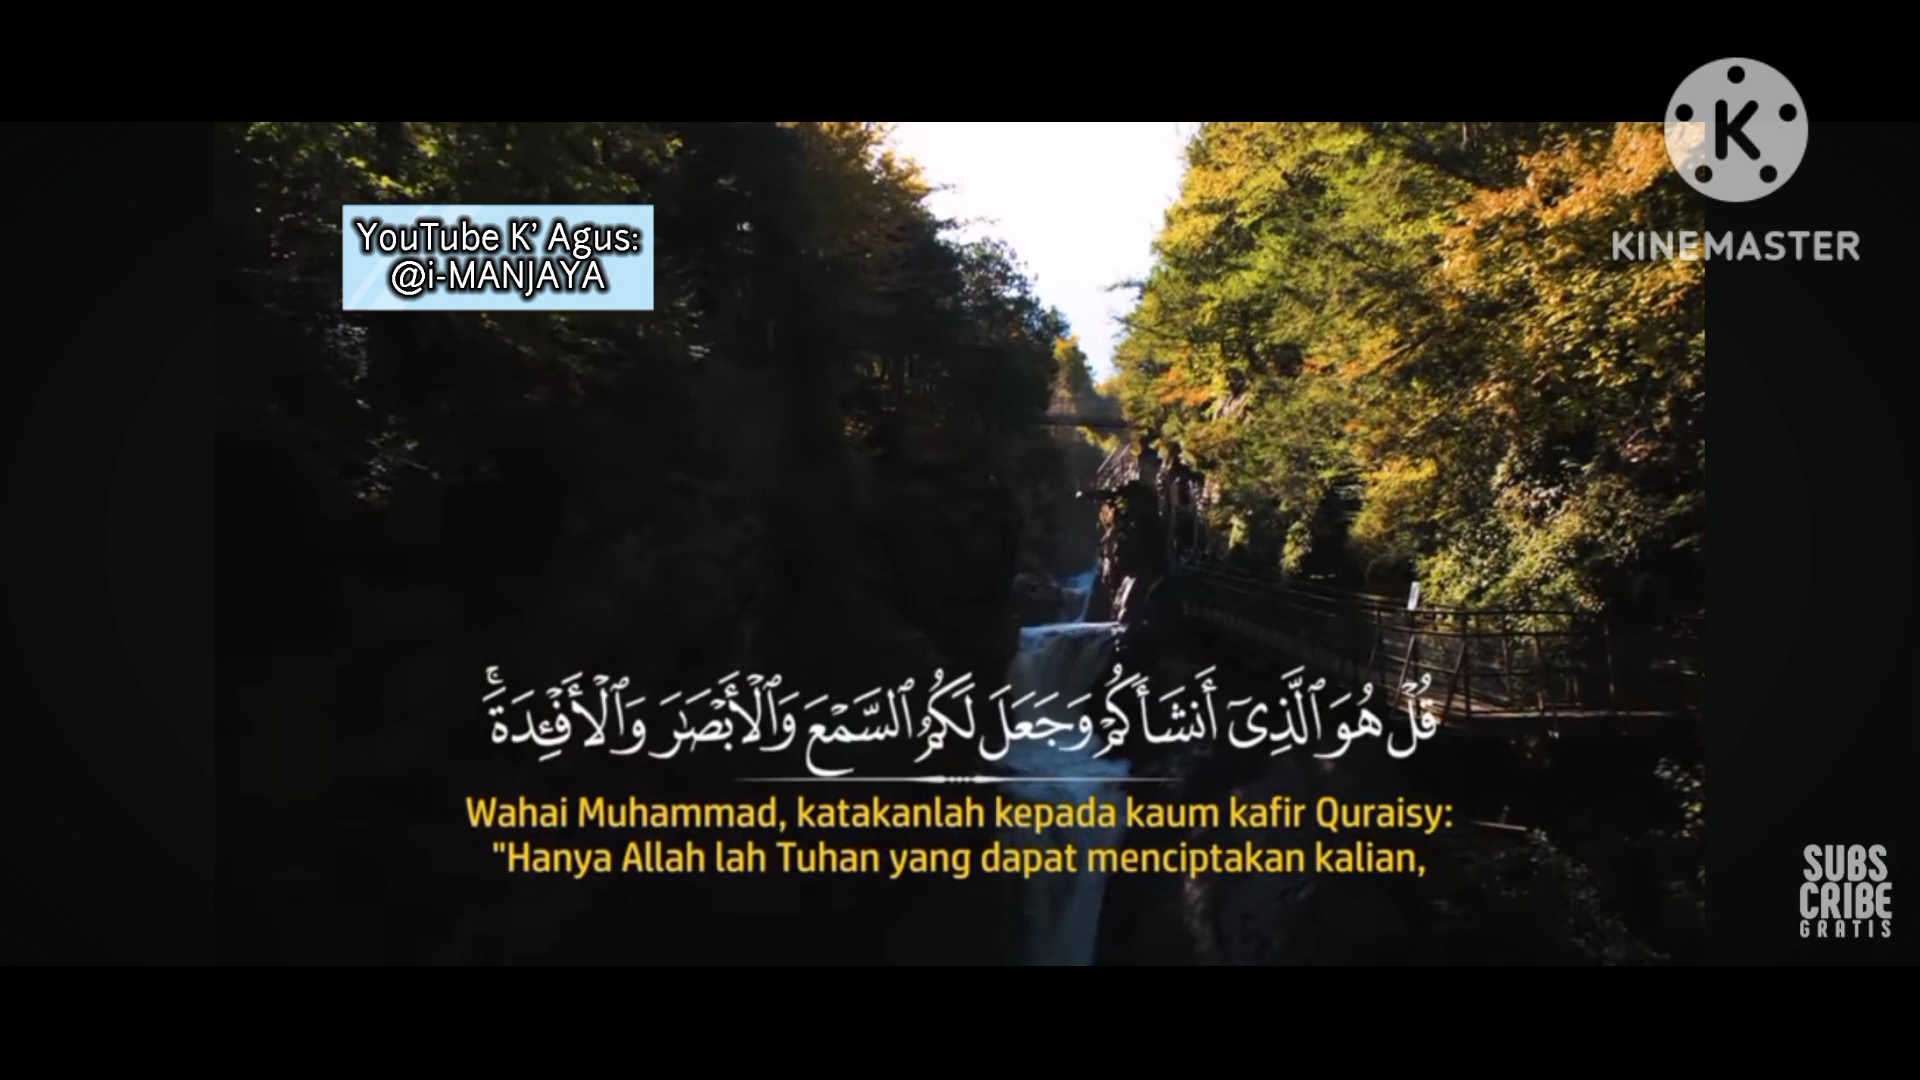 YouTube K' Agus:
@i-MANJAYA
K
KINEMASTER
قُلْ هُوَ ٱلَّذِىٓ أَنشَأَكُمْ وَجَعَلَ لَكُمُ ٱلسَّمْعَ وَٱلْأَبْصَـٰرَ وَٱلْأَفْـِٔدَةَ ۚ
Wahai Muhammad, katakanlah kepada kaum kafir Quraisy:
"Hanya Allah lah Tuhan yang dapat menciptakan kalian,
SUBS
CRIBE
GRATIS